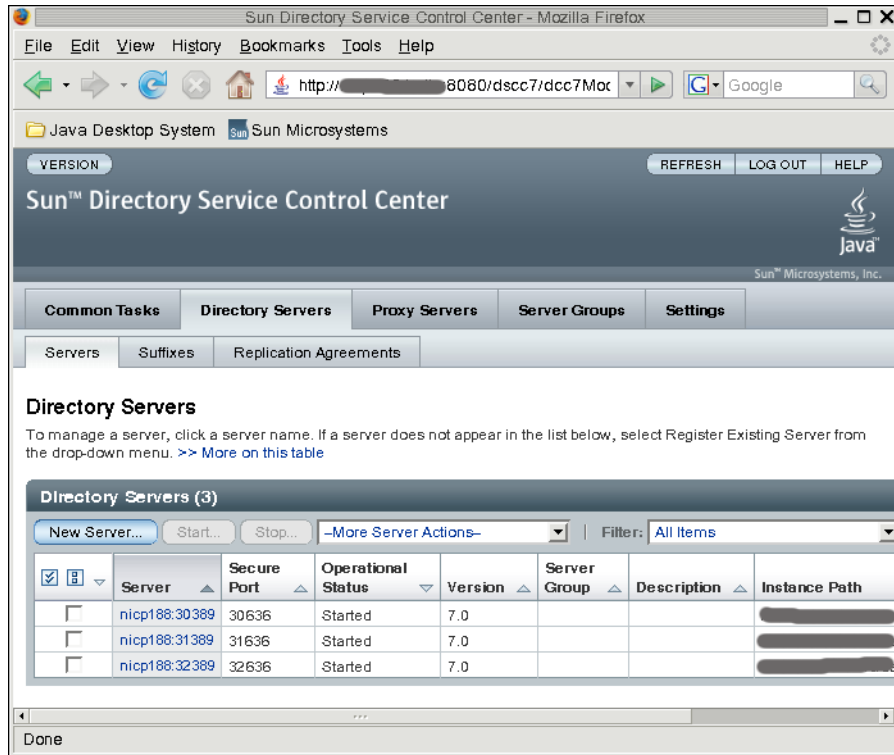 Sun Directory Service Control Center - Mozilla Firefox
File Edit View History Bookmarks Tools Help
http:// 8080/dscc7/dcc7Moc G Google
Java Desktop System Sun Sun Microsystems
VERSION REFRESH LOG OUT HELP
Sun™ Directory Service Control Center
Java™
Sun™ Microsystems, Inc.
Common Tasks Directory Servers Proxy Servers Server Groups Settings
Servers Suffixes Replication Agreements
Directory Servers
To manage a server, click a server name. If a server does not appear in the list below, select Register Existing Server from
the drop-down menu. >> More on this table
Directory Servers (3)
New Server... Start... Stop... –More Server Actions– | Filter: All Items
Server Secure Port Operational Status Version Server Group Description Instance Path
nicp188:30389 30636 Started 7.0
nicp188:31389 31636 Started 7.0
nicp188:32389 32636 Started 7.0
Done